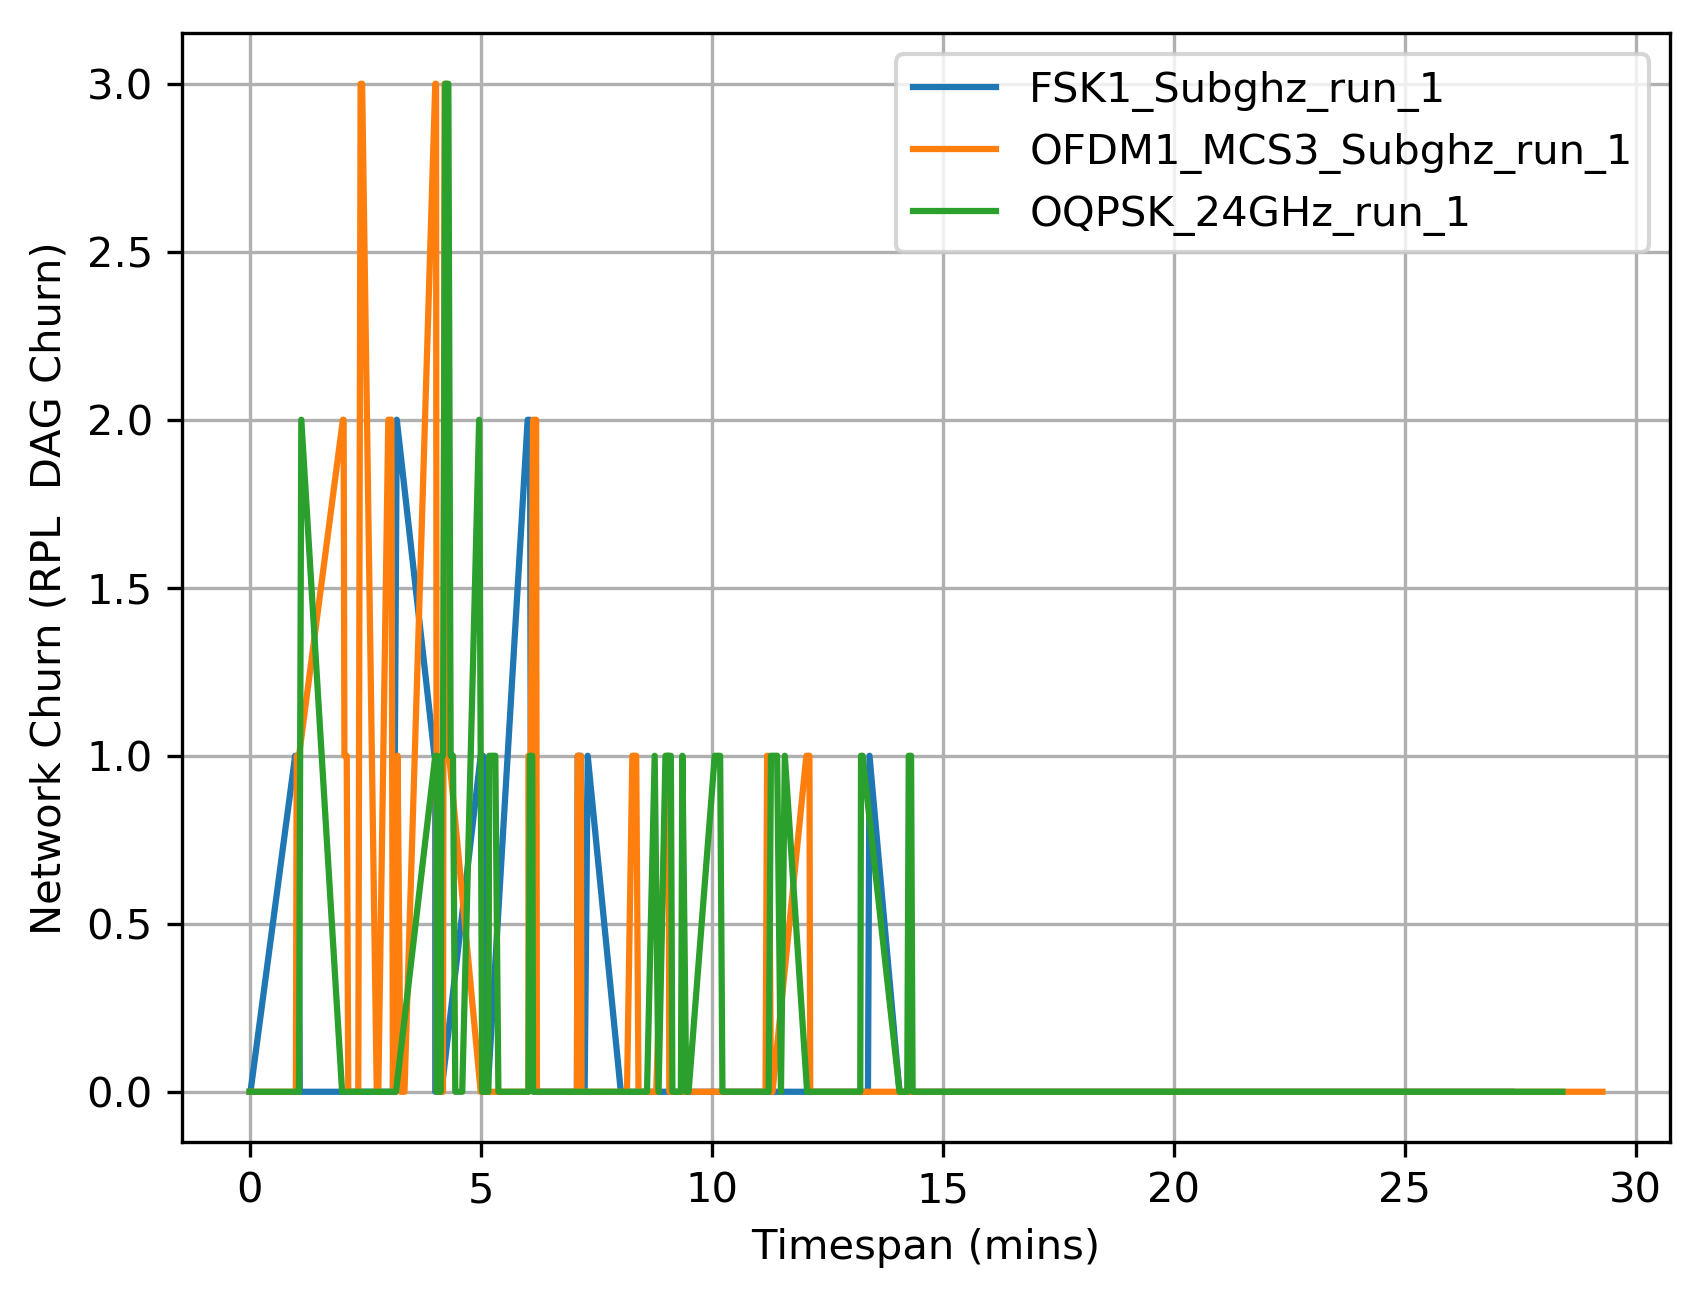 3.0
2.5
2.0
1.5
1.0
0.5
0.0
Network Churn (RPL  DAG Churn)
FSK1_Subghz_run_1
OFDM1_MCS3_Subghz_run_1
OQPSK_24GHz_run_1
0 5 10 15 20 25 30
Timespan (mins)